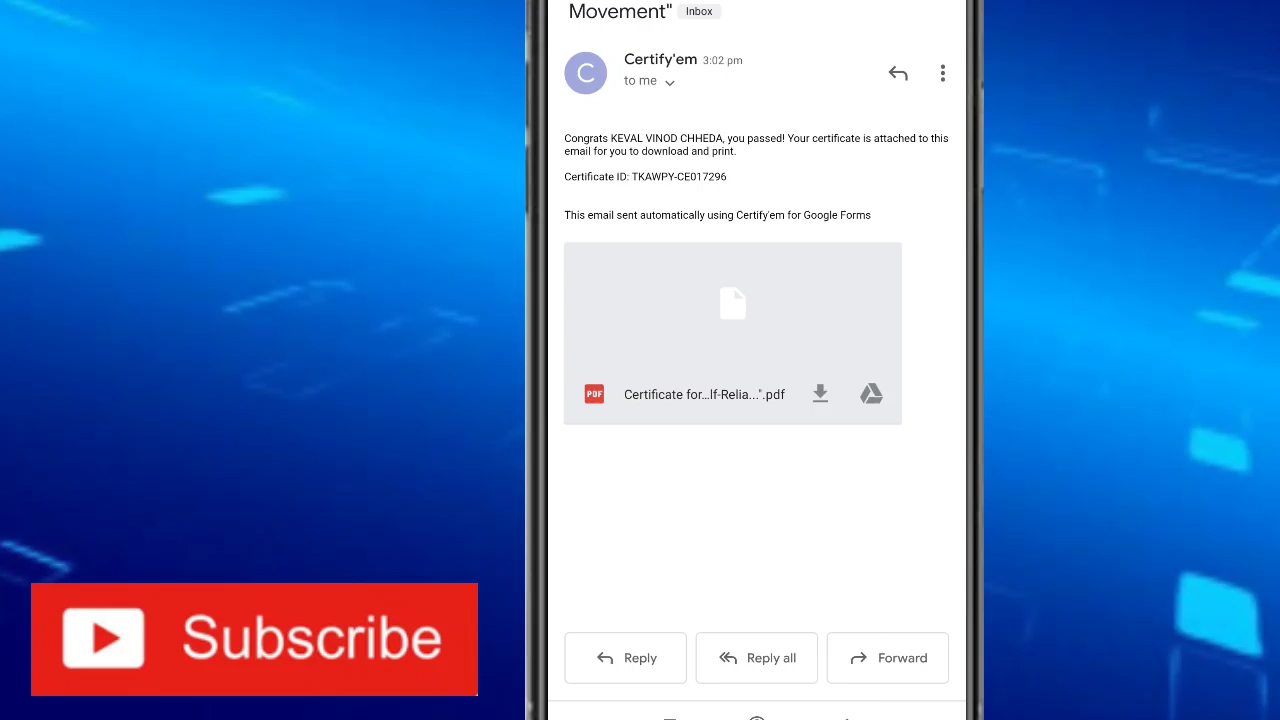 Movement" Inbox
Certify'em 3:02 pm
C
to me
Congrats KEVAL VINOD CHHEDA, you passed! Your certificate is attached to this
email for you to download and print.
Certificate ID: TKAWPY-CE017296
This email sent automatically using Certify'em for Google Forms
PDF Certificate for...lf-Relia...".pdf
Reply Reply all Forward
Subscribe